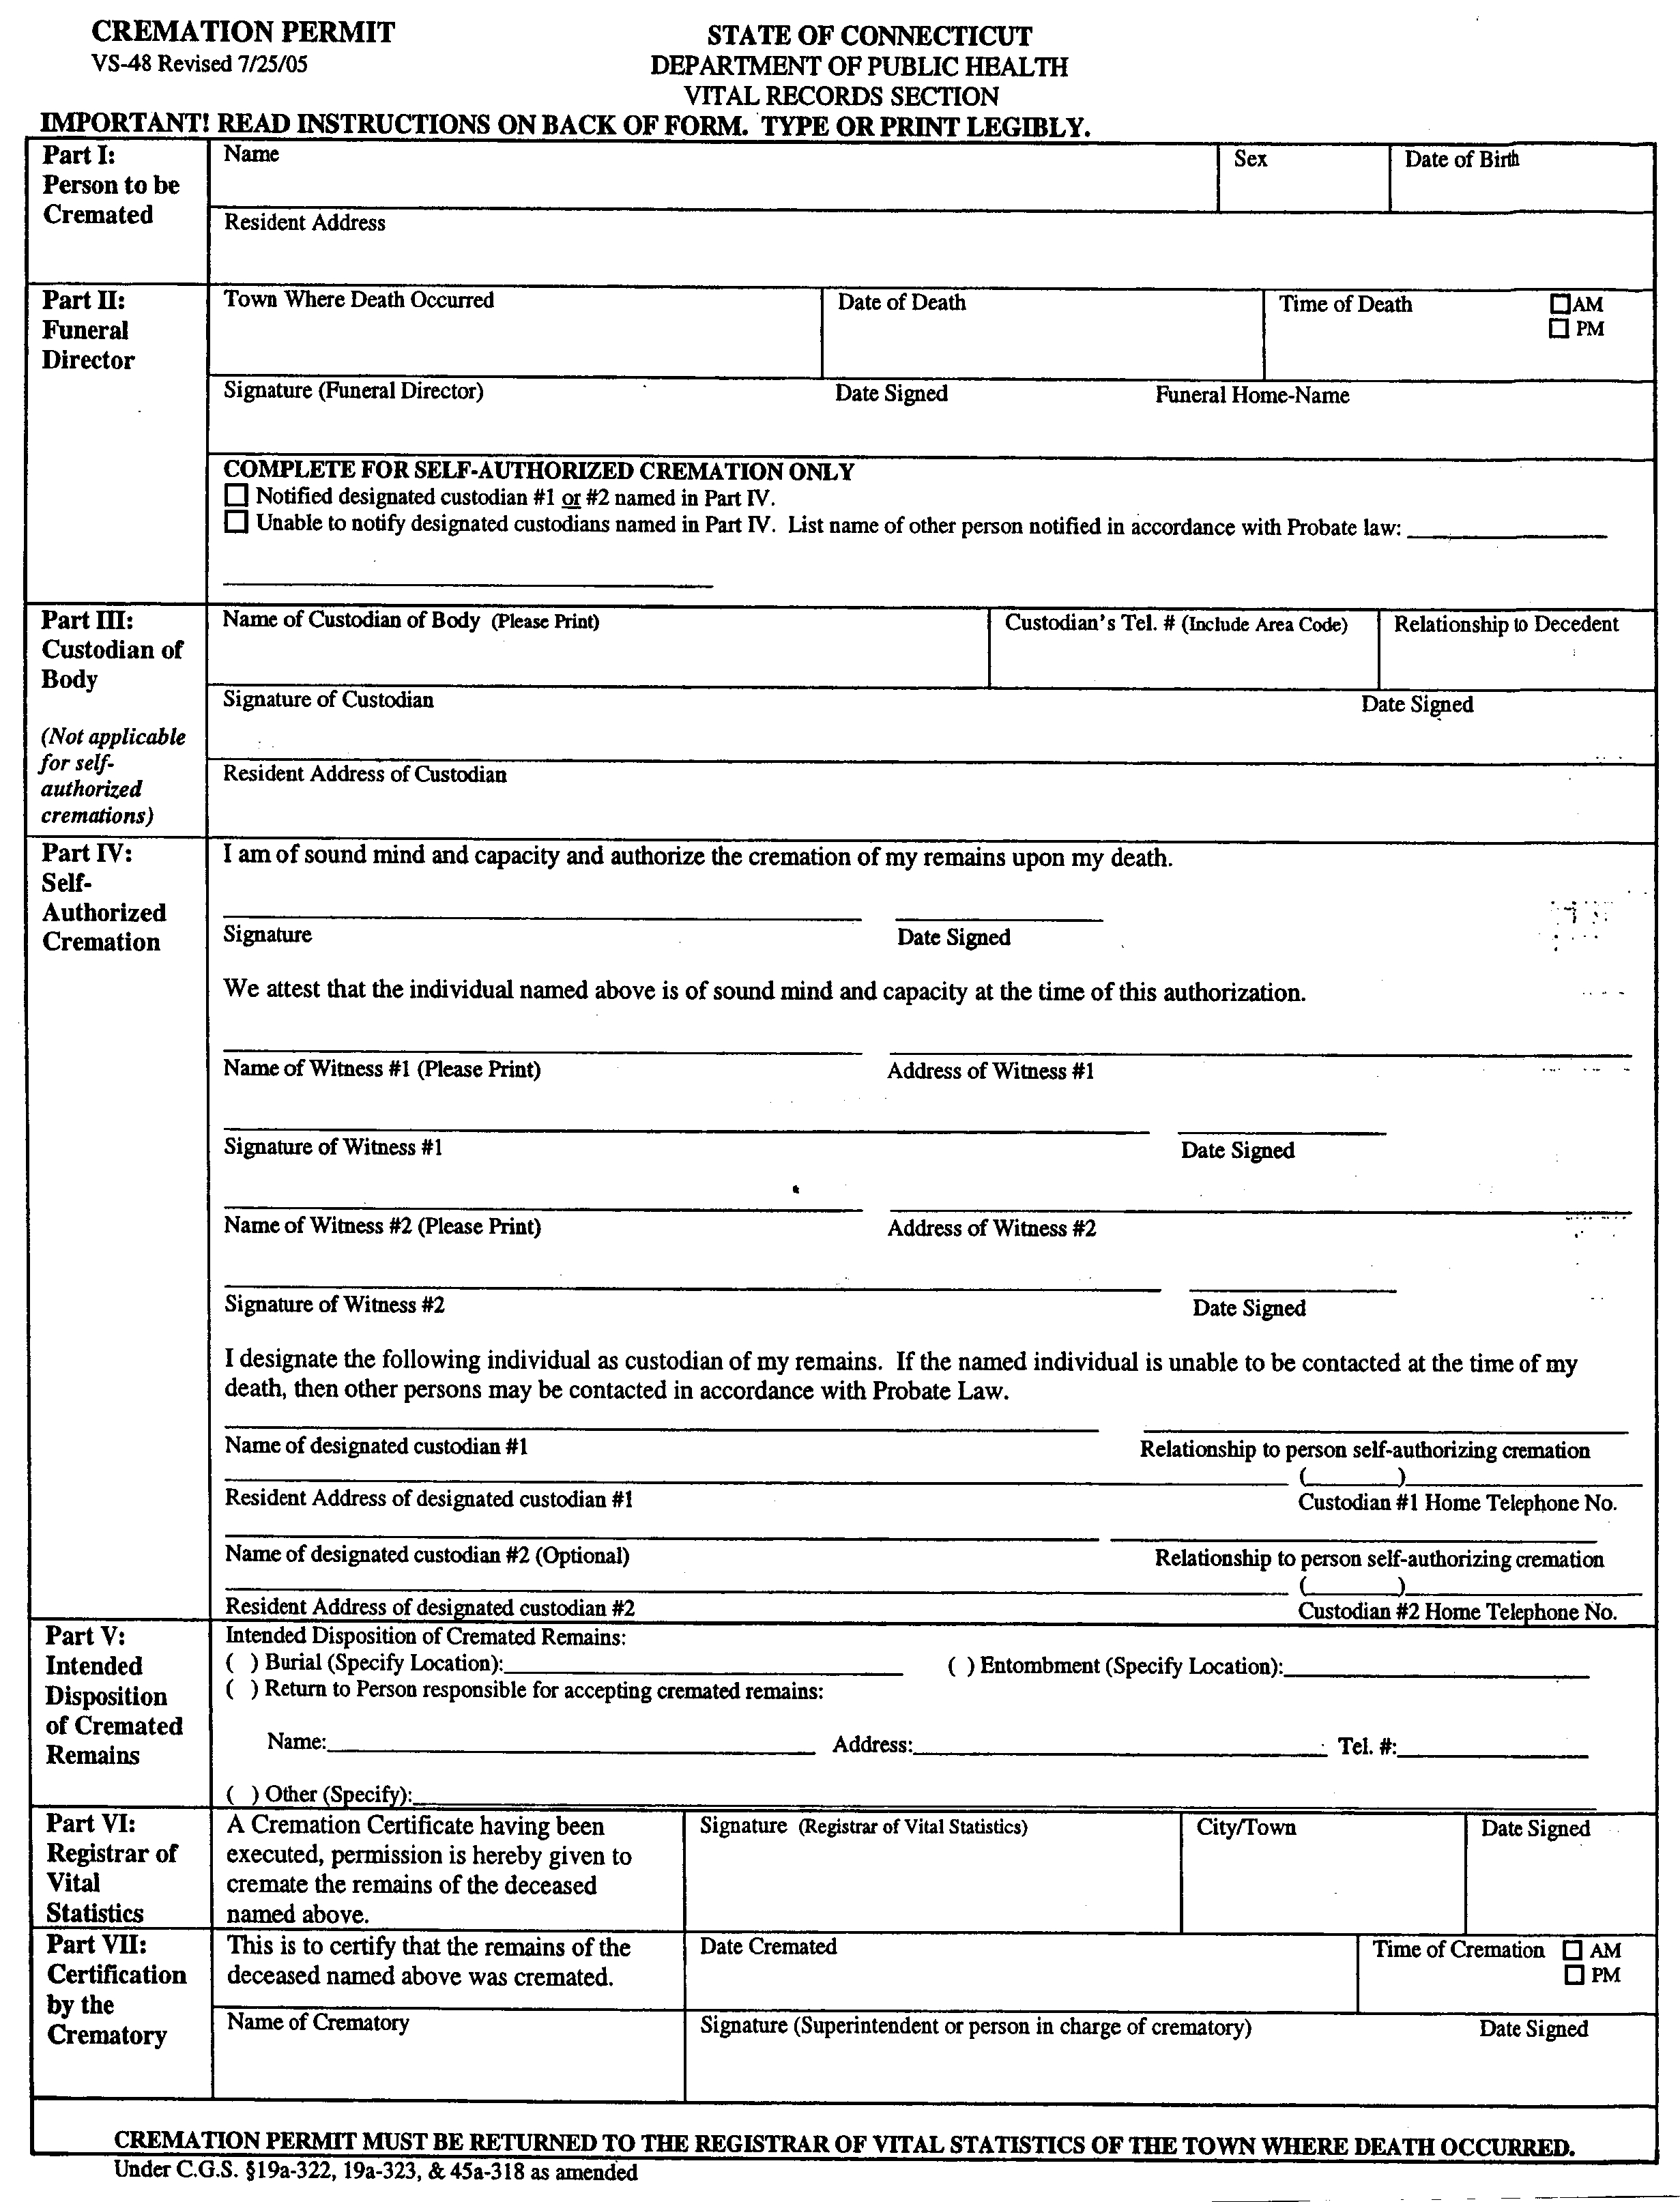 CREMATION PERMIT
VS-48 Revised 7/25/05
STATE OF CONNECTICUT
DEPARTMENT OF PUBLIC HEALTH
VITAL RECORDS SECTION
IMPORTANT! READ INSTRUCTIONS ON BACK OF FORM. TYPE OR PRINT LEGIBLY.
Part I:
Person to be
Cremated
Name
Sex
Date of Birth
Resident Address
Part II:
Funeral
Director
Town Where Death Occurred
Date of Death
Time of Death
AM
PM
Signature (Funeral Director)
Date Signed
Funeral Home-Name
COMPLETE FOR SELF-AUTHORIZED CREMATION ONLY
Notified designated custodian #1 or #2 named in Part IV.
Unable to notify designated custodians named in Part IV. List name of other person notified in accordance with Probate law:
Part III:
Custodian of
Body
(Not applicable
for self-
authorized
cremations)
Name of Custodian of Body (Please Print)
Custodian's Tel. # (Include Area Code)
Relationship to Decedent
Signature of Custodian
Date Signed
Resident Address of Custodian
Part IV:
Self-
Authorized
Cremation
I am of sound mind and capacity and authorize the cremation of my remains upon my death.
Signature
Date Signed
We attest that the individual named above is of sound mind and capacity at the time of this authorization.
Name of Witness #1 (Please Print)
Address of Witness #1
Signature of Witness #1
Date Signed
Name of Witness #2 (Please Print)
Address of Witness #2
Signature of Witness #2
Date Signed
I designate the following individual as custodian of my remains. If the named individual is unable to be contacted at the time of my
death, then other persons may be contacted in accordance with Probate Law.
Name of designated custodian #1
Relationship to person self-authorizing cremation
( )
Resident Address of designated custodian #1
Custodian #1 Home Telephone No.
Name of designated custodian #2 (Optional)
Relationship to person self-authorizing cremation
( )
Resident Address of designated custodian #2
Custodian #2 Home Telephone No.
Part V:
Intended
Disposition
of Cremated
Remains
Intended Disposition of Cremated Remains:
( ) Burial (Specify Location):
( ) Entombment (Specify Location):
( ) Return to Person responsible for accepting cremated remains:
Name:
Address:
Tel. #:
( ) Other (Specify):
Part VI:
Registrar of
Vital
Statistics
A Cremation Certificate having been
executed, permission is hereby given to
cremate the remains of the deceased
named above.
Signature (Registrar of Vital Statistics)
City/Town
Date Signed
Part VII:
Certification
by the
Crematory
This is to certify that the remains of the
deceased named above was cremated.
Date Cremated
Time of Cremation
AM
PM
Name of Crematory
Signature (Superintendent or person in charge of crematory)
Date Signed
CREMATION PERMIT MUST BE RETURNED TO THE REGISTRAR OF VITAL STATISTICS OF THE TOWN WHERE DEATH OCCURRED.
Under C.G.S. §19a-322, 19a-323, & 45a-318 as amended